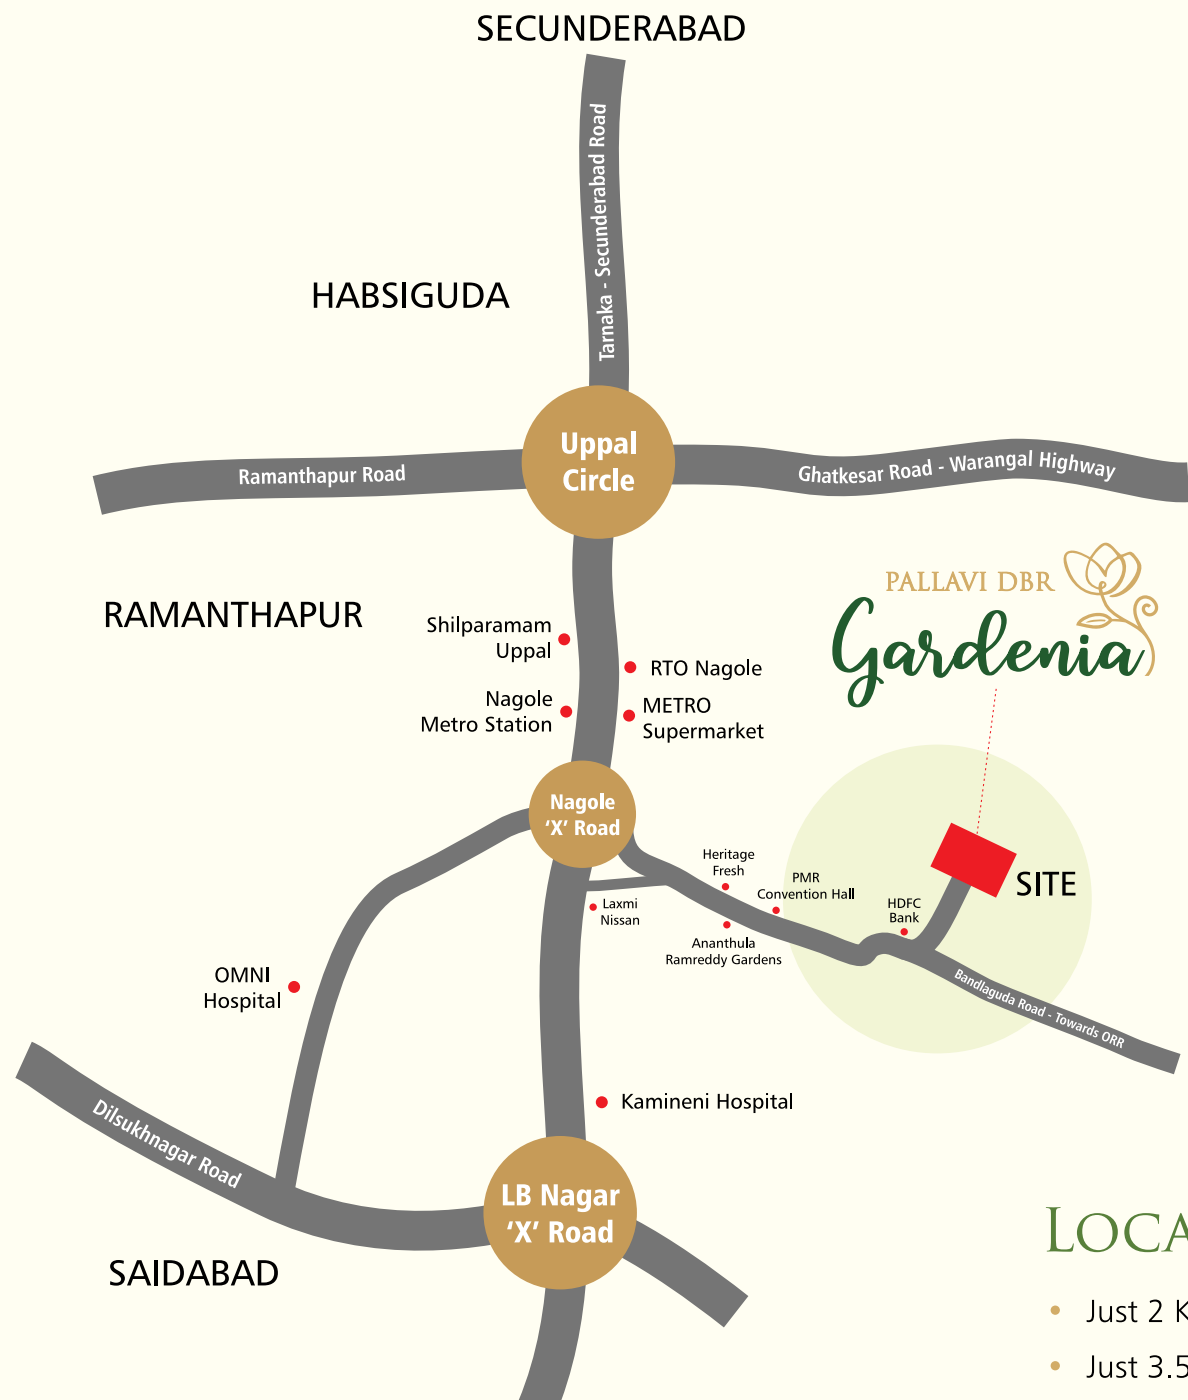 SECUNDERABAD
Tarnaka - Secunderabad Road
HABSIGUDA
Uppal
Circle
Ramanthapur Road
Ghatkesar Road - Warangal Highway
PALLAVI DBR
Gardenia
RAMANTHAPUR
Shilparamam
Uppal
RTO Nagole
Nagole
Metro Station
METRO
Supermarket
Nagole
‘X’ Road
Heritage
Fresh
PMR
Convention Hall
SITE
HDFC
Bank
Laxmi
Nissan
Ananthula
Ramreddy Gardens
OMNI
Hospital
Bandlaguda Road - Towards ORR
Kamineni Hospital
Dilsukhnagar Road
LB Nagar
‘X’ Road
SAIDABAD
LOCA
• Just 2 K
• Just 3.5